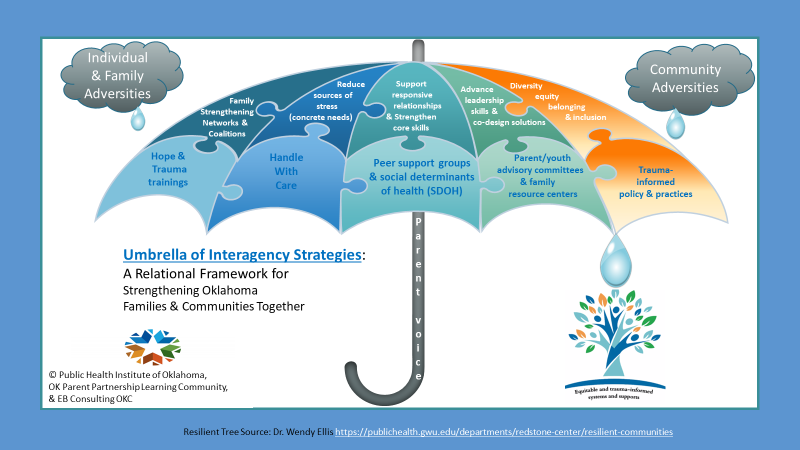 Individual
& Family
Adversities
Community
Adversities
Family
Strengthening
Networks &
Coalitions
Reduce
sources of
stress
(concrete needs)
Support
responsive
relationships
& Strengthen
core skills
Advance
leadership
skills &
co-design solutions
Diversity
equity
belonging
& inclusion
Hope &
Trauma
trainings
Handle
With
Care
Peer support groups
& social determinants
of health (SDOH)
Parent/youth
advisory committees
& family
resource centers
Trauma-
informed
policy & practices
Parent voice
Umbrella of Interagency Strategies:
A Relational Framework for
Strengthening Oklahoma
Families & Communities Together
© Public Health Institute of Oklahoma,
OK Parent Partnership Learning Community,
& EB Consulting OKC
Equitable and trauma-informed
systems and supports
Resilient Tree Source: Dr. Wendy Ellis https://publichealth.gwu.edu/departments/redstone-center/resilient-communities